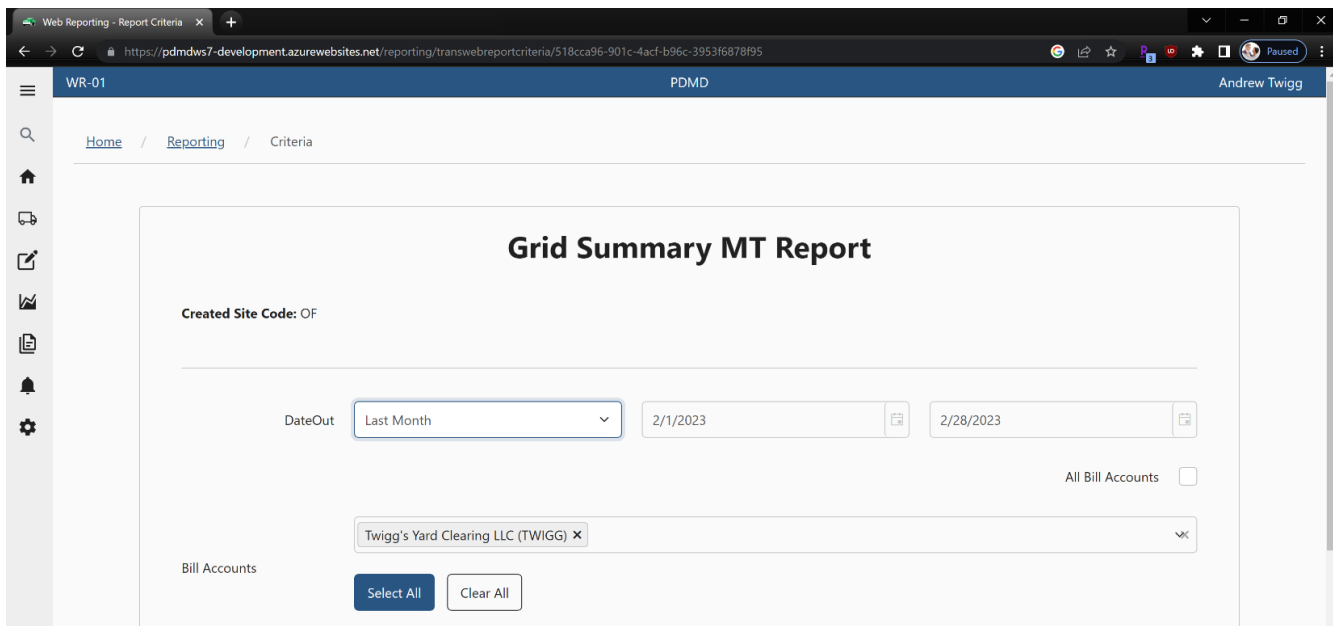 Web Reporting - Report Criteria
https://pdmdws7-development.azurewebsites.net/reporting/transwebreportcriteria/518cca96-901c-4acf-b96c-3953f6878f95
3
Paused
WR-01 PDMD Andrew Twigg
Home / Reporting / Criteria
Grid Summary MT Report
Created Site Code: OF
DateOut Last Month 2/1/2023 2/28/2023
All Bill Accounts
Twigg's Yard Clearing LLC (TWIGG)
Bill Accounts
Select All Clear All